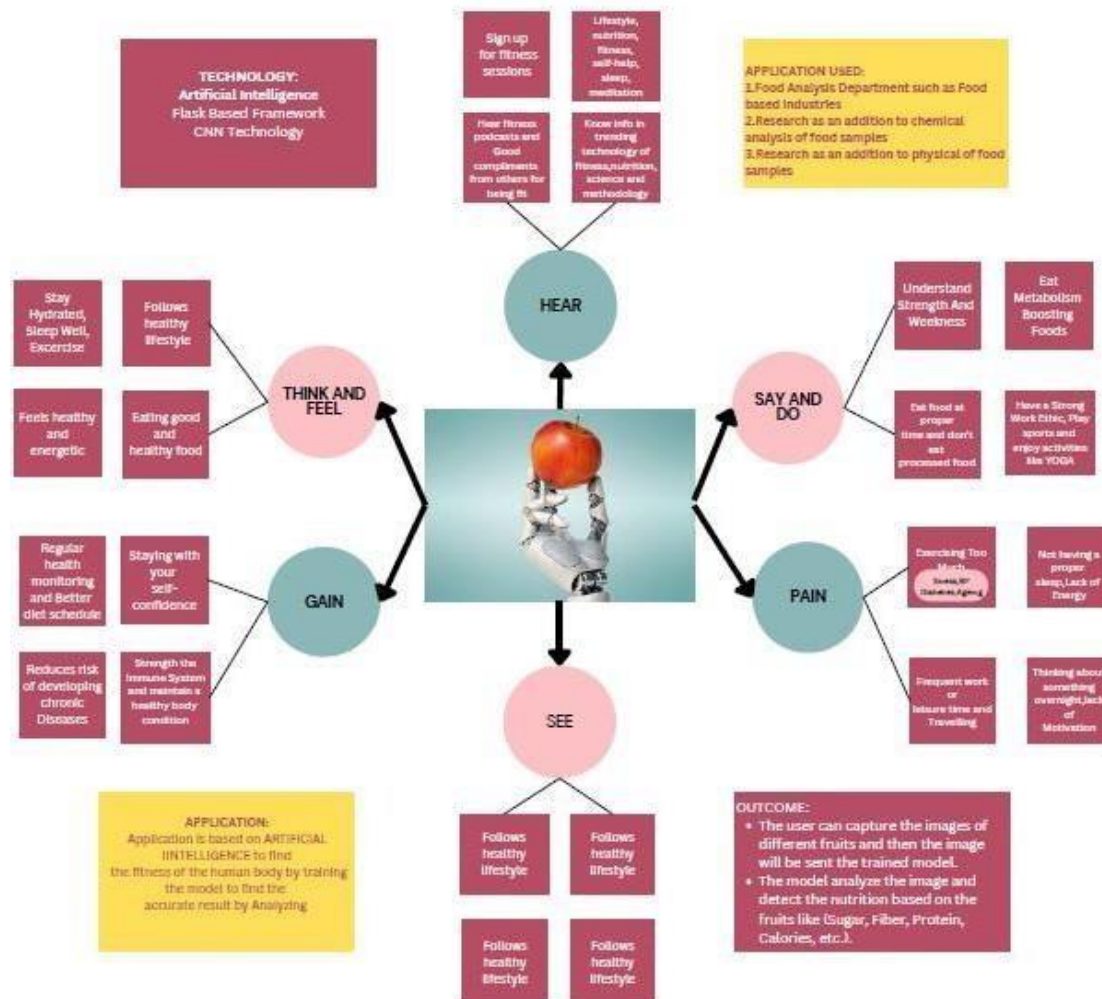 TECHNOLOGY:
Artificial Intelligence
Flask Based Framework
CNN Technology
Sign up
for fitness
sessions
Lifestyle,
nutrition,
fitness,
self-help,
sleep,
meditation
Hear fitness
podcasts and
Good
compliments
from others for
being fit
Know info in
trending
technology of
fitness,nutrition,
science and
methodology
APPLICATION USED:
1.Food Analysis Department such as Food
based Industries
2.Research as an addition to chemical
analysis of food samples
3.Research as an addition to physical of food
samples
HEAR
Stay
Hydrated,
Sleep Well,
Excercise
Follows
healthy
lifestyle
Feels healthy
and
energetic
Eating good
and
healthy food
THINK AND
FEEL
SAY AND
DO
Understand
Strength And
Weekness
Eat
Metabolism
Boosting
Foods
Eat food at
proper
time and don't
eat
processed food
Have a Strong
Work Ethic, Play
sports and
enjoy activities
like YOGA
Regular
health
monitoring
and Better
diet schedule
Staying with
your
self-
confidence
Reduces risk
of developing
chronic
Diseases
Strength the
Immune System
and maintain a
healthy body
condition
GAIN
PAIN
Exercising Too
Much
Diabetes,Ageing
Not having a
proper
sleep,Lack of
Energy
Frequent work
or
leisure time and
Travelling
Thinking about
something
overnight,lack
of
Motivation
SEE
Follows
healthy
lifestyle
Follows
healthy
lifestyle
Follows
healthy
lifestyle
Follows
healthy
lifestyle
APPLICATION:
Application is based on ARTIFICIAL
IINTELLIGENCE to find
the fitness of the human body by training
the model to find the
accurate result by Analyzing
OUTCOME:
• The user can capture the images of
different fruits and then the image
will be sent the trained model.
• The model analyze the image and
detect the nutrition based on the
fruits like (Sugar, Fiber, Protein,
Calories, etc.).